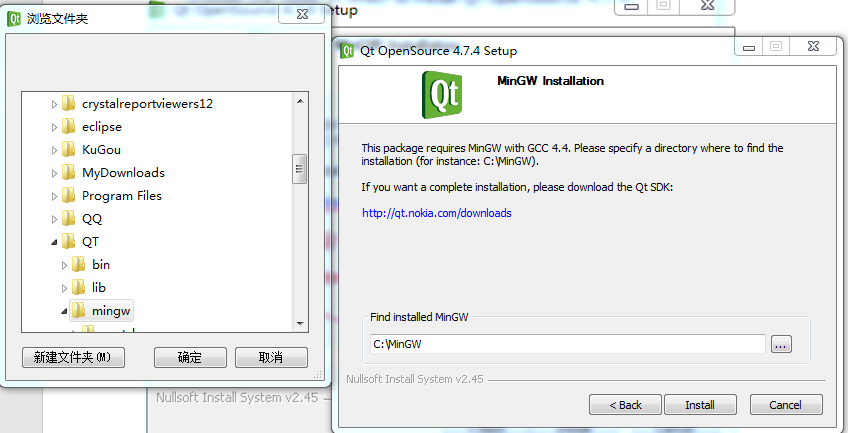 浏览文件夹
crystalreportviewers12
eclipse
KuGou
MyDownloads
Program Files
QQ
QT
bin
lib
mingw
新建文件夹(M)
确定
取消
Setup
Nullsoft Install System v2.45
Qt OpenSource 4.7.4 Setup
Qt
MinGW Installation
This package requires MinGW with GCC 4.4. Please specify a directory where to find the
installation (for instance: C:\MinGW).
If you want a complete installation, please download the Qt SDK:
http://qt.nokia.com/downloads
Find installed MinGW
C:\MinGW
...
Nullsoft Install System v2.45
< Back
Install
Cancel